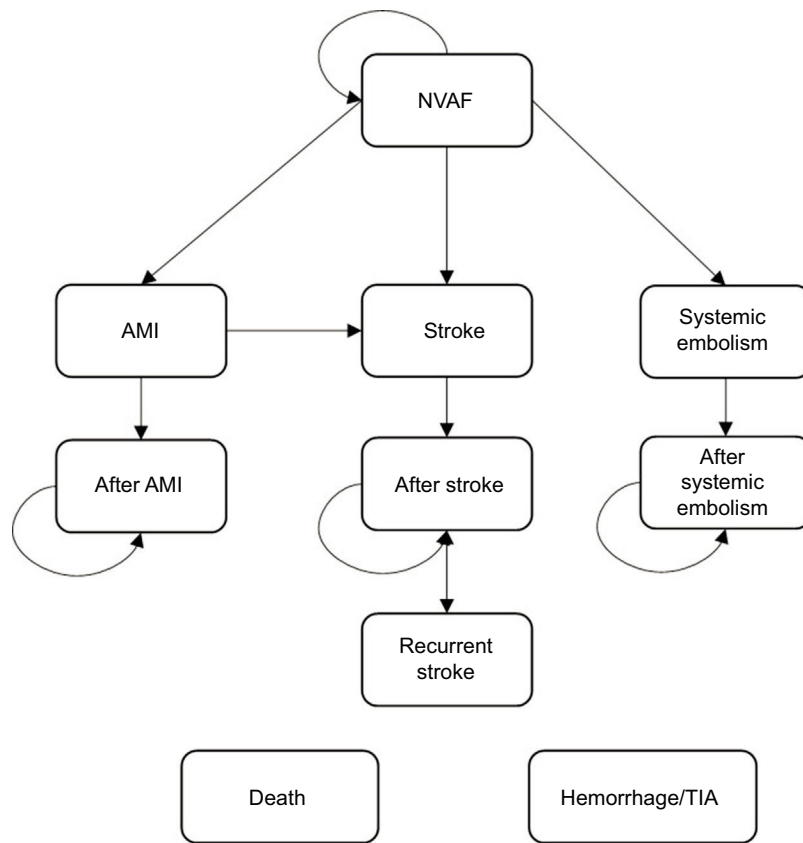 NVAF
AMI
Stroke
Systemic
embolism
After AMI
After stroke
After
systemic
embolism
Recurrent
stroke
Death
Hemorrhage/TIA